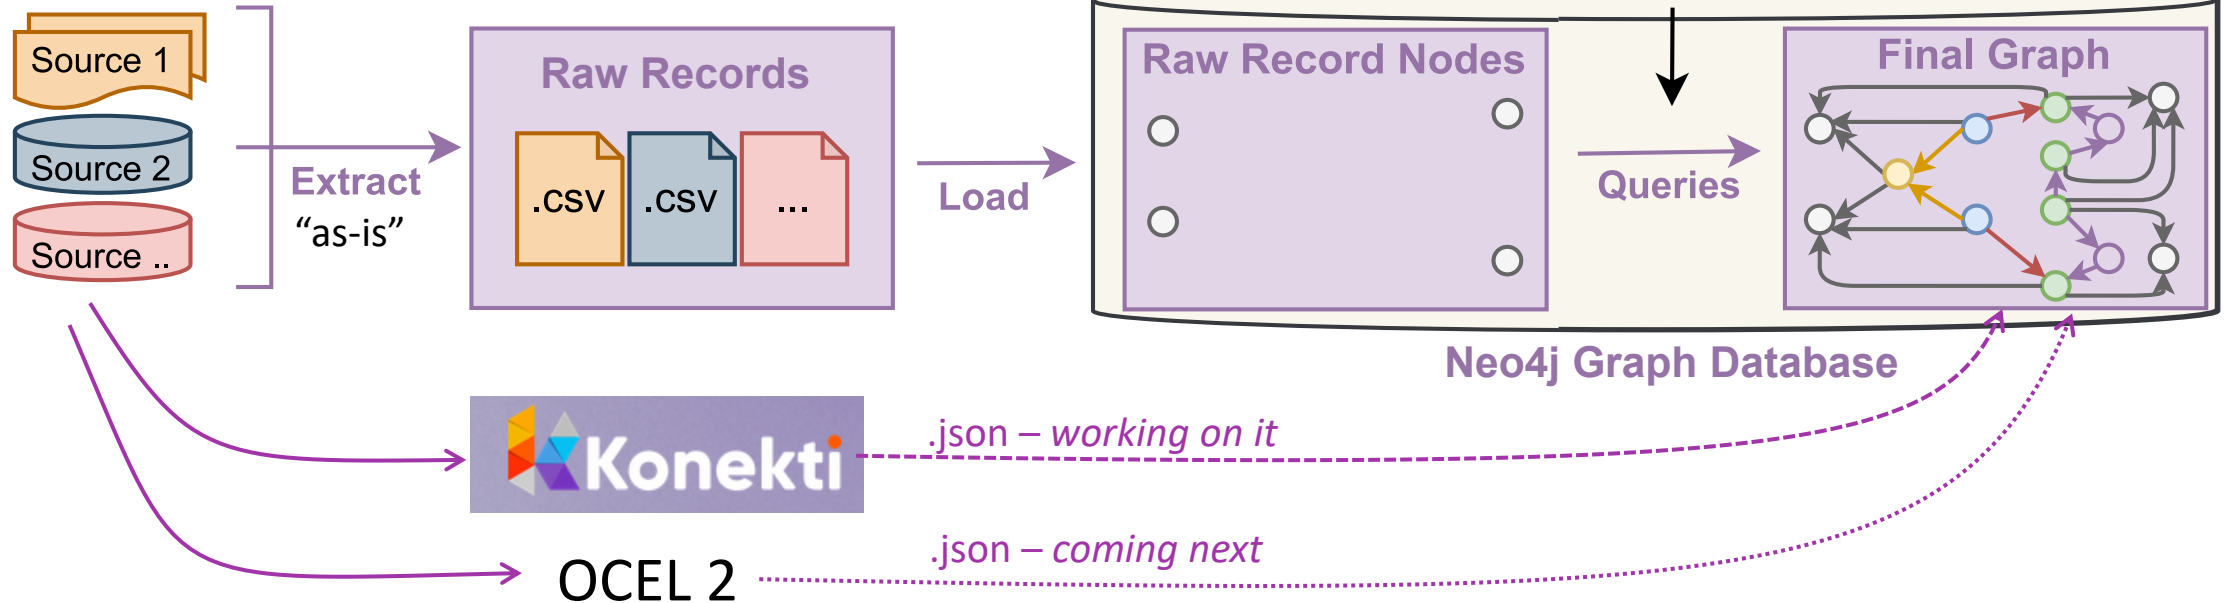 Source 1
Source 2
Source ..
Extract
“as-is”
Raw Records
.csv
.csv
...
Load
Raw Record Nodes
Queries
Final Graph
Neo4j Graph Database
Konekti
.json – working on it
OCEL 2
.json – coming next